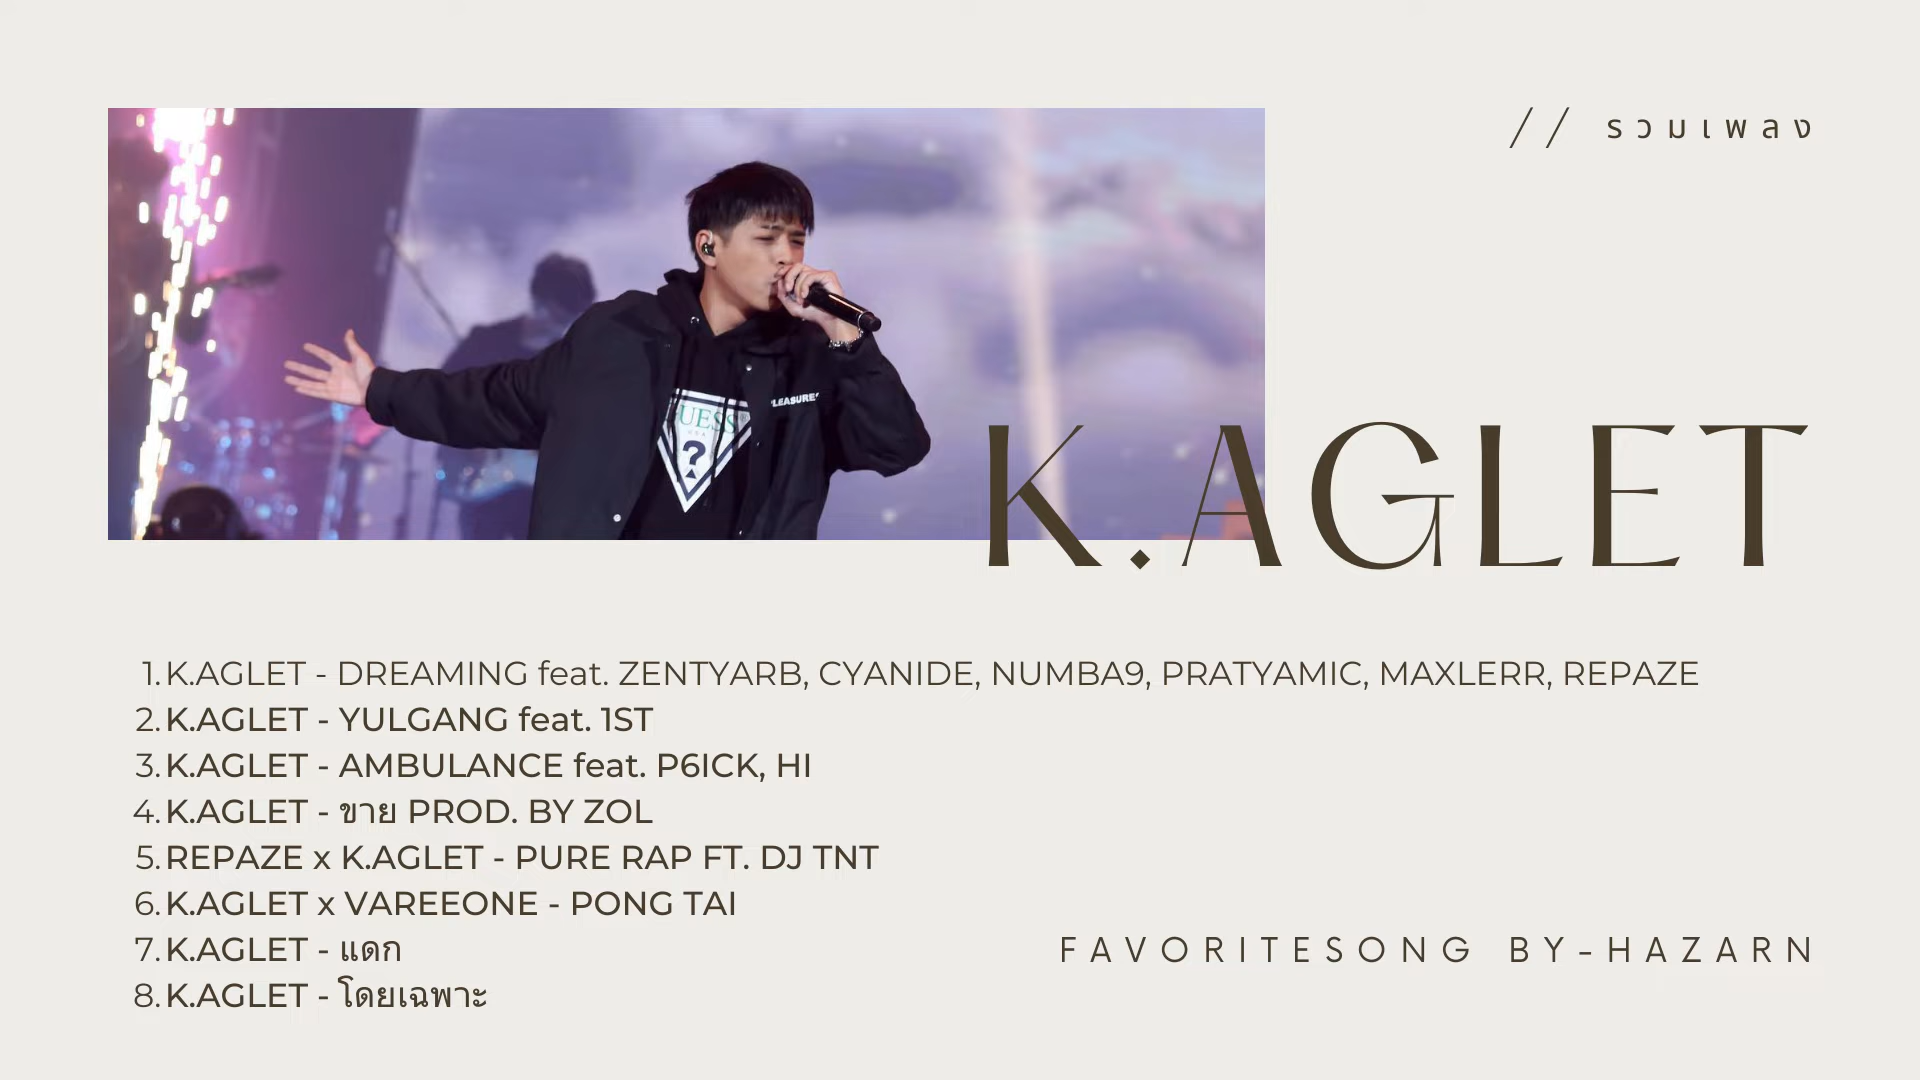 // รวมเพลง
LEASURE
UESS
USA
?
K.AGLET
1. K.AGLET - DREAMING feat. ZENTYARB, CYANIDE, NUMBA9, PRATYAMIC, MAXLERR, REPAZE
2. K.AGLET - YULGANG feat. 1ST
3. K.AGLET - AMBULANCE feat. P6ICK, HI
4. K.AGLET - ขาย PROD. BY ZOL
5. REPAZE x K.AGLET - PURE RAP FT. DJ TNT
6. K.AGLET x VAREEONE - PONG TAI
7. K.AGLET - แดก
8. K.AGLET - โดยเฉพาะ
FAVORITESONG BY-HAZARN